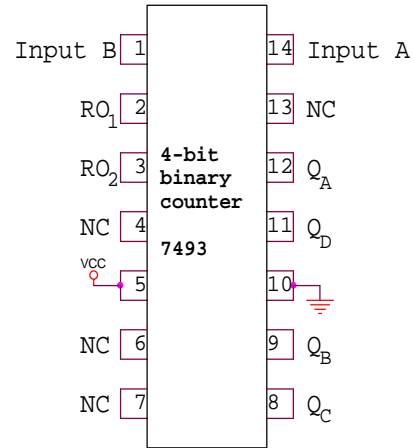 Input B 1 14 Input A
RO1 2 13 NC
RO2 3 12 QA
4-bit
binary
counter
7493
NC 4 11 QD
VCC
5 10
NC 6 9 QB
NC 7 8 QC